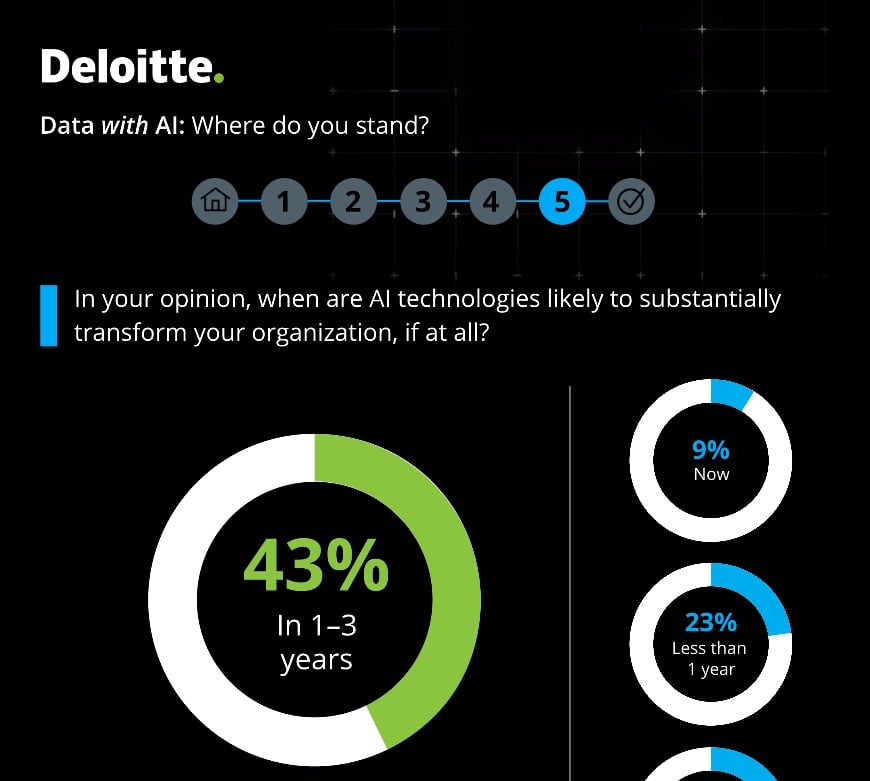 Deloitte.
Data with AI: Where do you stand?
1 2 3 4 5
In your opinion, when are AI technologies likely to substantially
transform your organization, if at all?
43%
In 1–3
years
9%
Now
23%
Less than
1 year